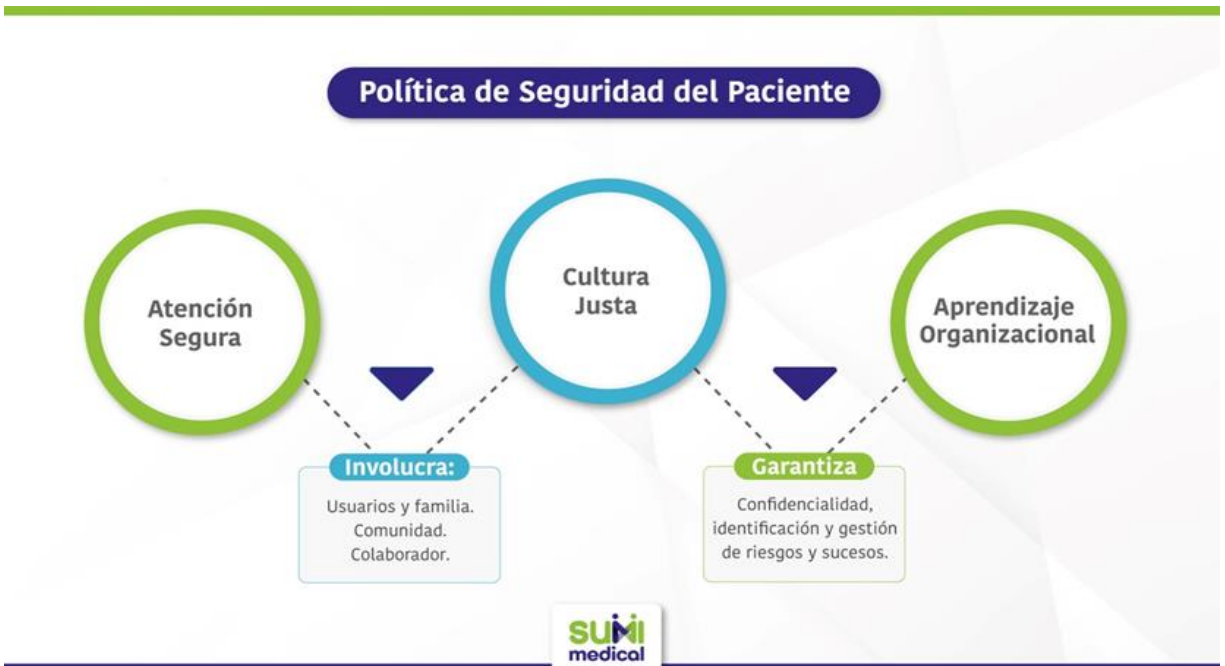 Política de Seguridad del Paciente
Atención
Segura
Cultura
Justa
Aprendizaje
Organizacional
Involucra:
Usuarios y familia.
Comunidad.
Colaborador.
Garantiza
Confidencialidad,
identificación y gestión
de riesgos y sucesos.
SUMI
medical